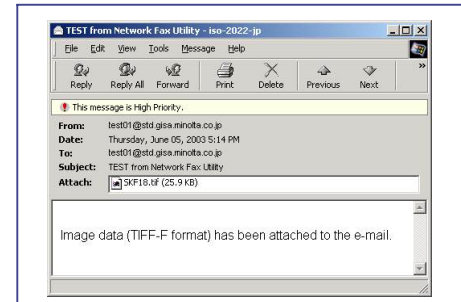 TEST from Network Fax Utility - iso-2022-jp
File Edit View Tools Message Help
Reply Reply All Forward Print Delete Previous Next »
This message is High Priority.
From: test01@std.gisa.minolta.co.jp
Date: Thursday, June 05, 2003 5:14 PM
To: test01@std.gisa.minolta.co.jp
Subject: TEST from Network Fax Utility
Attach: SKF18.tif (25.9 KB)
Image data (TIFF-F format) has been attached to the e-mail.